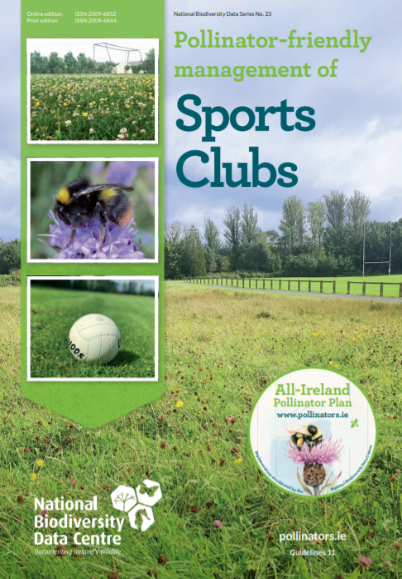 Online edition: ISSN 2009-6852
Print edition: ISSN 2009-6844
National Biodiversity Data Series No. 23
Pollinator-friendly
management of
Sports
Clubs
All-Ireland
Pollinator Plan
www.pollinators.ie
National
Biodiversity
Data Centre
Documenting Ireland's Wildlife
pollinators.ie
Guidelines 11